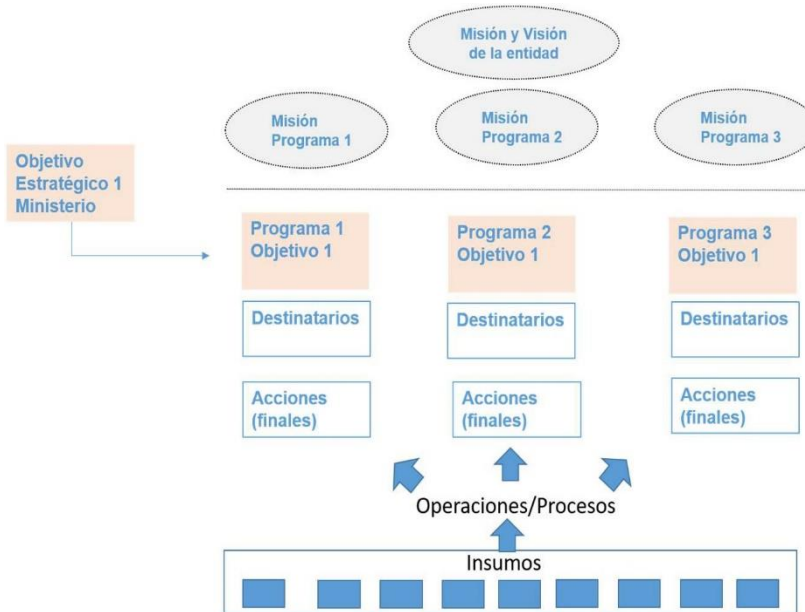 Misión y Visión
de la entidad
Misión
Programa 1
Misión
Programa 2
Misión
Programa 3
Objetivo
Estratégico 1
Ministerio
Programa 1
Objetivo 1
Programa 2
Objetivo 1
Programa 3
Objetivo 1
Destinatarios
Destinatarios
Destinatarios
Acciones
(finales)
Acciones
(finales)
Acciones
(finales)
Operaciones/Procesos
Insumos